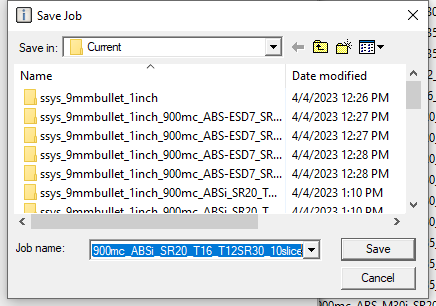 Save Job
Save in: Current
Name Date modified
ssys_9mmbullet_1inch 4/4/2023 12:26 PM
ssys_9mmbullet_1inch_900mc_ABS-ESD7_SR... 4/4/2023 12:27 PM
ssys_9mmbullet_1inch_900mc_ABS-ESD7_SR... 4/4/2023 12:27 PM
ssys_9mmbullet_1inch_900mc_ABS-ESD7_SR... 4/4/2023 12:28 PM
ssys_9mmbullet_1inch_900mc_ABS-ESD7_SR... 4/4/2023 12:28 PM
ssys_9mmbullet_1inch_900mc_ABSi_SR20_T... 4/4/2023 1:10 PM
ssys_9mmbullet_1inch_900mc_ABSi_SR20_T... 4/4/2023 1:10 PM
Job name: 900mc_ABSi_SR20_T16_T12SR30_10slice Save
Cancel